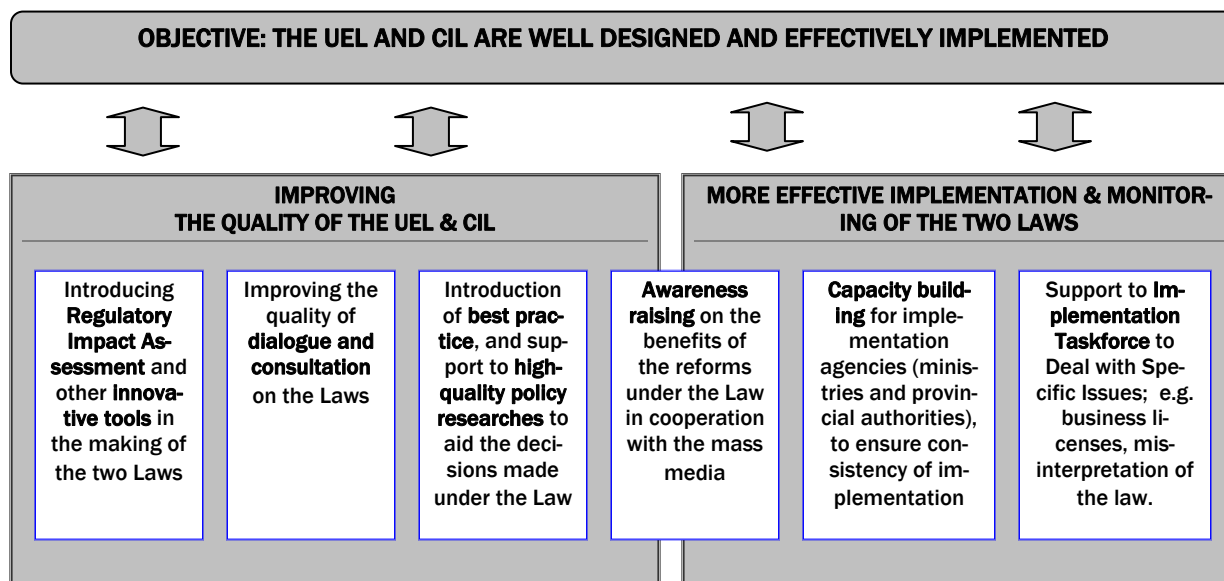 OBJECTIVE: THE UEL AND CIL ARE WELL DESIGNED AND EFFECTIVELY IMPLEMENTED
IMPROVING
THE QUALITY OF THE UEL & CIL
Introducing
Regulatory
Impact As-
sessment and
other innova-
tive tools in
the making of
the two Laws
Improving the
quality of
dialogue and
consultation
on the Laws
Introduction
of best prac-
tice, and sup-
port to high-
quality policy
researches to
aid the deci-
sions made
under the Law
Awareness
raising on the
benefits of
the reforms
under the Law
in cooperation
with the mass
media
MORE EFFECTIVE IMPLEMENTATION & MONITOR-
ING OF THE TWO LAWS
Capacity build-
ing for imple-
mentation
agencies (minis-
tries and provin-
cial authorities),
to ensure con-
sistency of im-
plementation
Support to Im-
plementation
Taskforce to
Deal with Spe-
cific Issues;  e.g.
business li-
censes, mis-
interpretation of
the law.